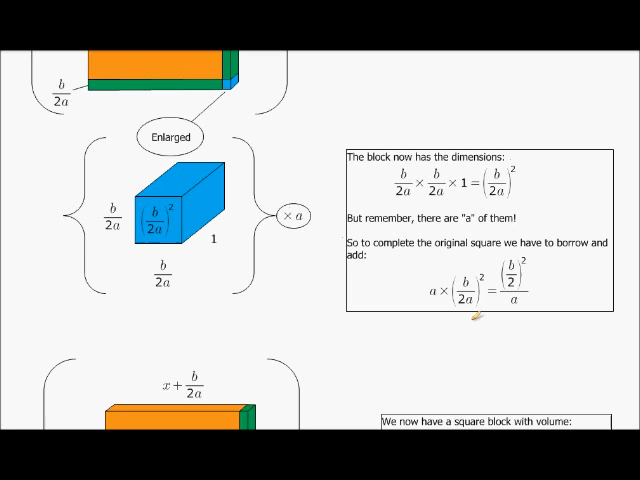 b/2a
Enlarged
b/2a
(b/2a)²
1
b/2a
× a
The block now has the dimensions:
b/2a × b/2a × 1 = (b/2a)²
But remember, there are "a" of them!
So to complete the original square we have to borrow and
add:
a × (b/2a)² = (b/2)²/a
x + b/2a
We now have a square block with volume: